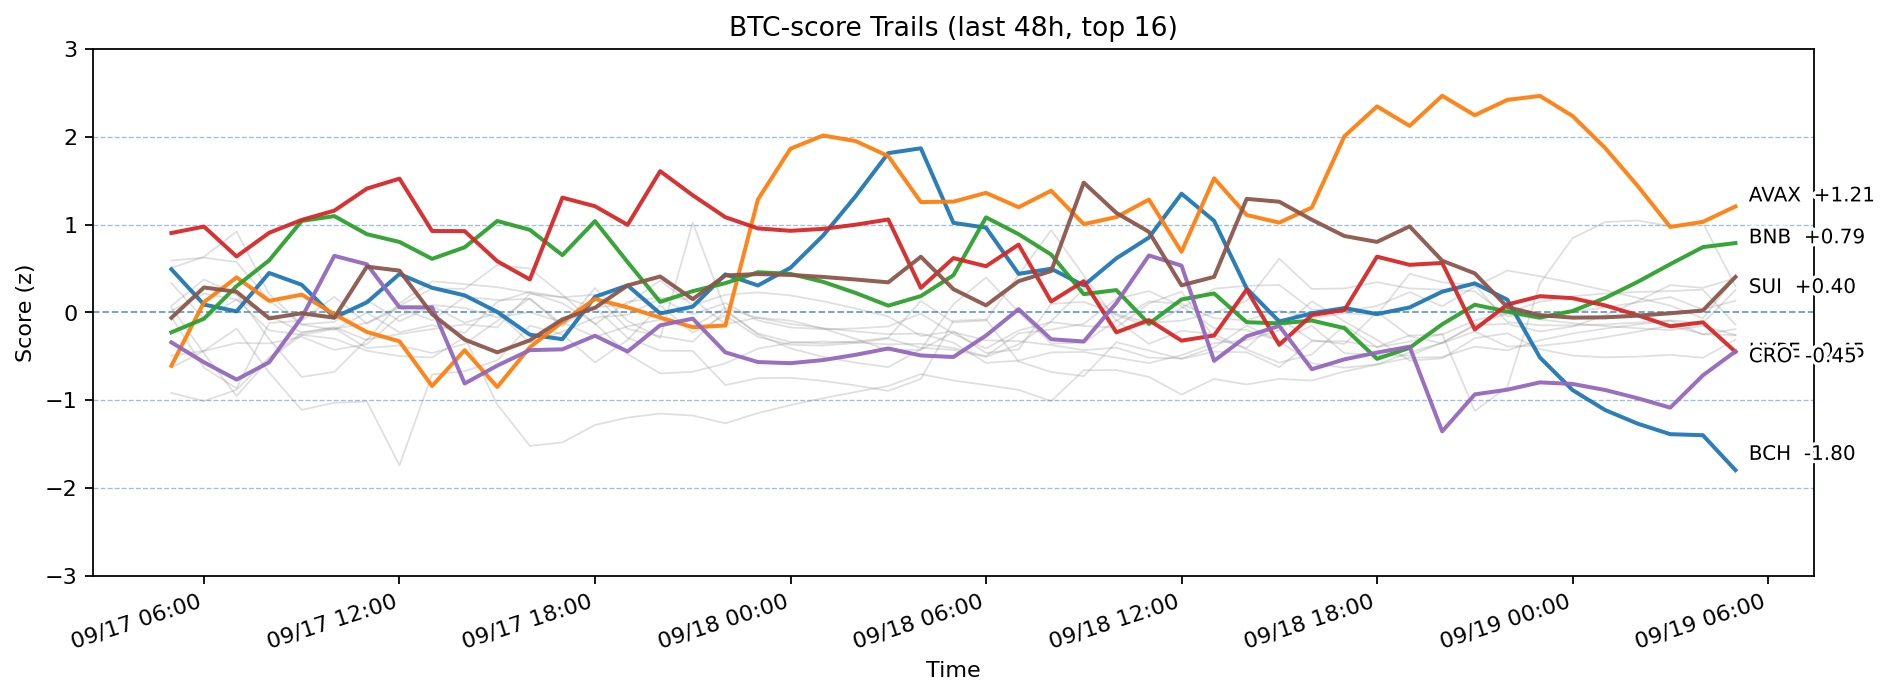 BTC-score Trails (last 48h, top 16)
Score (z)
3
2
1
0
−1
−2
−3
AVAX +1.21
BNB +0.79
SUI +0.40
CRO -0.45
BCH -1.80
09/17 06:00
09/17 12:00
09/17 18:00
09/18 00:00
09/18 06:00
09/18 12:00
09/18 18:00
09/19 00:00
09/19 06:00
Time